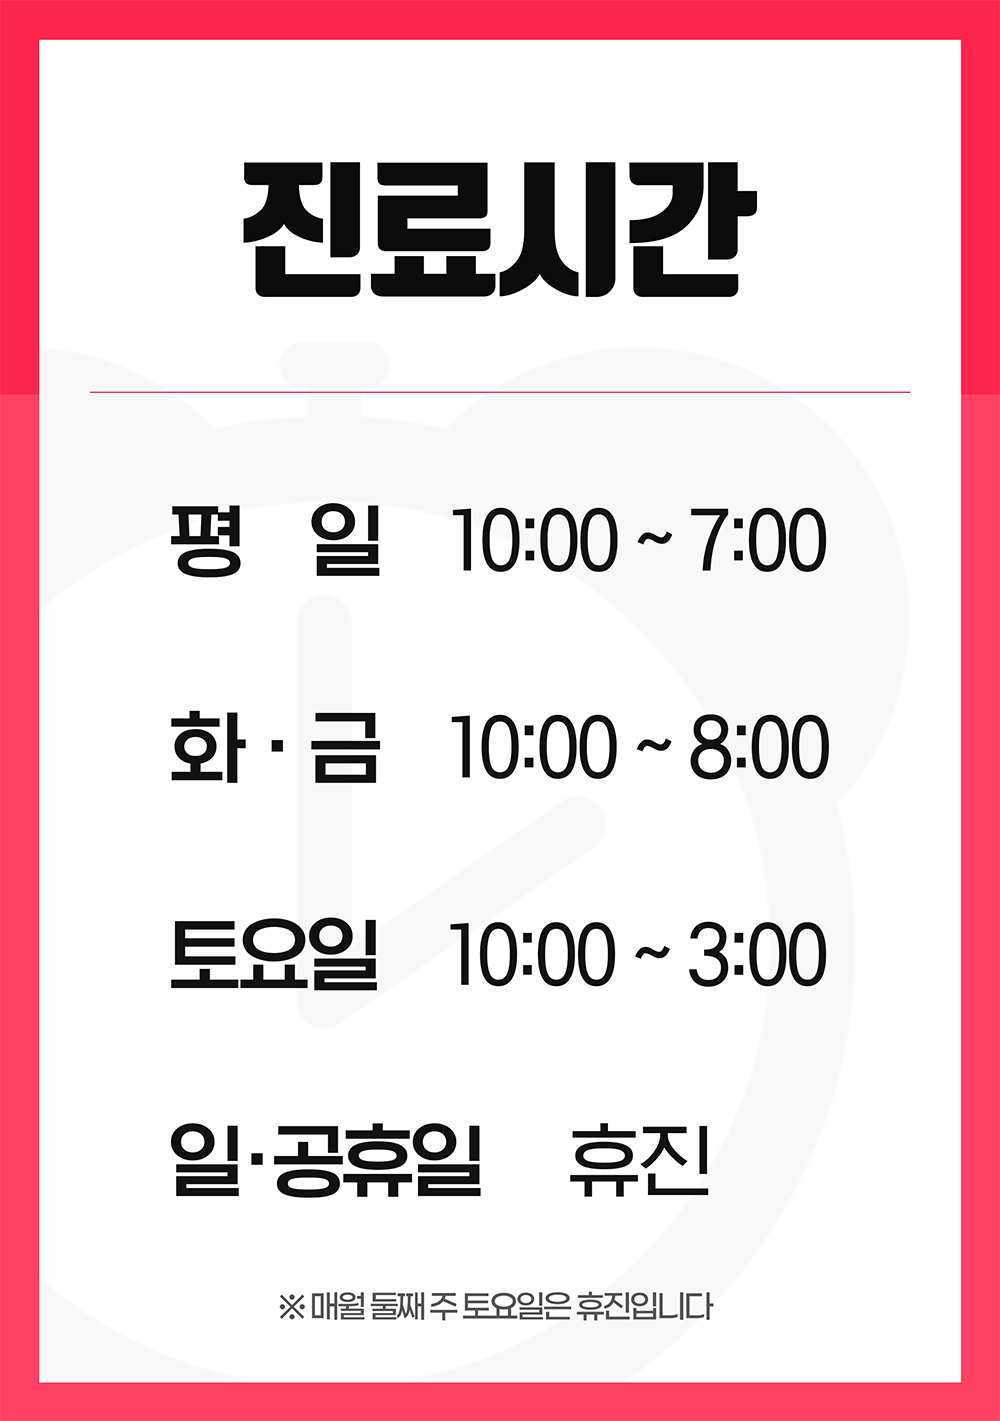 진료시간
평 일 10:00 ~ 7:00
화 · 금 10:00 ~ 8:00
토요일 10:00 ~ 3:00
일·공휴일 휴진
※ 매월 둘째 주 토요일은 휴진입니다